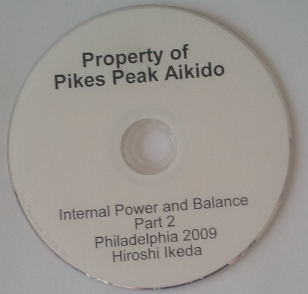 Property of
Pikes Peak Aikido
Internal Power and Balance
Part 2
Philadelphia 2009
Hiroshi Ikeda